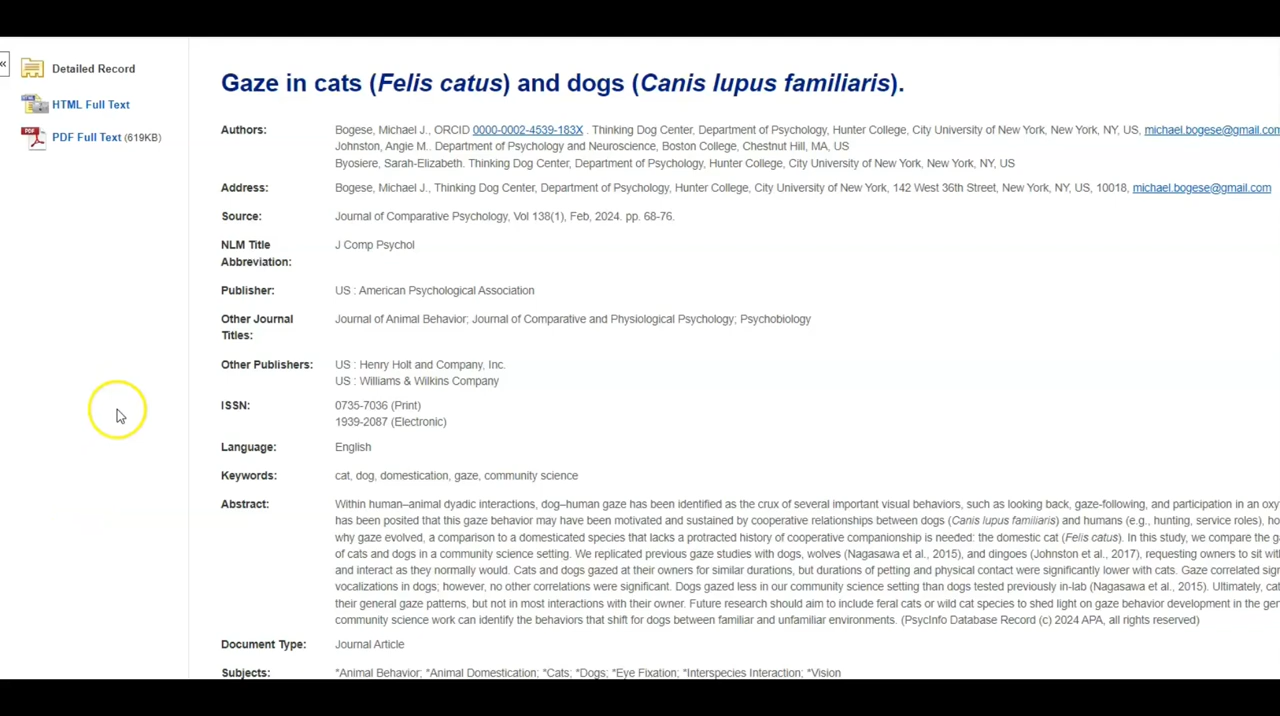 «
Detailed Record
HTML Full Text
PDF Full Text (619KB)
Gaze in cats (Felis catus) and dogs (Canis lupus familiaris).
Authors: Bogese, Michael J., ORCID 0000-0002-4539-183X . Thinking Dog Center, Department of Psychology, Hunter College, City University of New York, New York, NY, US, michael.bogese@gmail.com
Johnston, Angie M.. Department of Psychology and Neuroscience, Boston College, Chestnut Hill, MA, US
Byosiere, Sarah-Elizabeth. Thinking Dog Center, Department of Psychology, Hunter College, City University of New York, New York, NY, US
Address: Bogese, Michael J., Thinking Dog Center, Department of Psychology, Hunter College, City University of New York, 142 West 36th Street, New York, NY, US, 10018, michael.bogese@gmail.com
Source: Journal of Comparative Psychology, Vol 138(1), Feb, 2024. pp. 68-76.
NLM Title J Comp Psychol
Abbreviation:
Publisher: US : American Psychological Association
Other Journal Journal of Animal Behavior; Journal of Comparative and Physiological Psychology; Psychobiology
Titles:
Other Publishers: US : Henry Holt and Company, Inc.
US : Williams & Wilkins Company
ISSN: 0735-7036 (Print)
1939-2087 (Electronic)
Language: English
Keywords: cat, dog, domestication, gaze, community science
Abstract: Within human–animal dyadic interactions, dog–human gaze has been identified as the crux of several important visual behaviors, such as looking back, gaze-following, and participation in an oxy
has been posited that this gaze behavior may have been motivated and sustained by cooperative relationships between dogs (Canis lupus familiaris) and humans (e.g., hunting, service roles), ho
why gaze evolved, a comparison to a domesticated species that lacks a protracted history of cooperative companionship is needed: the domestic cat (Felis catus). In this study, we compare the ga
of cats and dogs in a community science setting. We replicated previous gaze studies with dogs, wolves (Nagasawa et al., 2015), and dingoes (Johnston et al., 2017), requesting owners to sit wit
and interact as they normally would. Cats and dogs gazed at their owners for similar durations, but durations of petting and physical contact were significantly lower with cats. Gaze correlated sig
vocalizations in dogs; however, no other correlations were significant. Dogs gazed less in our community science setting than dogs tested previously in-lab (Nagasawa et al., 2015). Ultimately, cat
their general gaze patterns, but not in most interactions with their owner. Future research should aim to include feral cats or wild cat species to shed light on gaze behavior development in the gen
community science work can identify the behaviors that shift for dogs between familiar and unfamiliar environments. (PsycInfo Database Record (c) 2024 APA, all rights reserved)
Document Type: Journal Article
Subjects: *Animal Behavior; *Animal Domestication; *Cats; *Dogs; *Eye Fixation; *Interspecies Interaction; *Vision